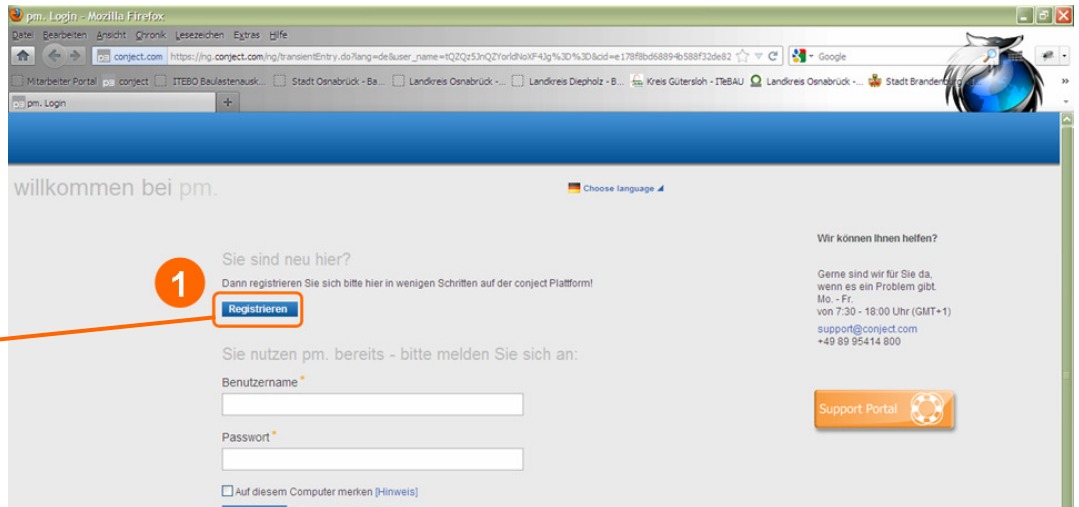 pm. Login - Mozilla Firefox
Datei Bearbeiten Ansicht Chronik Lesezeichen Extras Hilfe
conject.com https://ng.conject.com/ng/transientEntry.do?lang=de&user_name=
Google
Mitarbeiter Portal pm conject ITEBO Baulastenausk... Stadt Osnabrück - Ba... Landkreis Osnabrück -... Landkreis Diepholz - B... Kreis Gütersloh - ITeBAU Landkreis Osnabrück -... Stadt
pm. Login
willkommen bei pm.
Choose language
Wir können Ihnen helfen?
Sie sind neu hier?
1
Dann registrieren Sie sich bitte hier in wenigen Schritten auf der conject Plattform!
Registrieren
Gerne sind wir für Sie da,
wenn es ein Problem gibt.
Mo. - Fr.
von 7:30 - 18:00 Uhr (GMT+1)
support@conject.com
+49 89 95414 800
Sie nutzen pm. bereits - bitte melden Sie sich an:
Benutzername *
Support Portal
Passwort *
Auf diesem Computer merken [Hinweis]